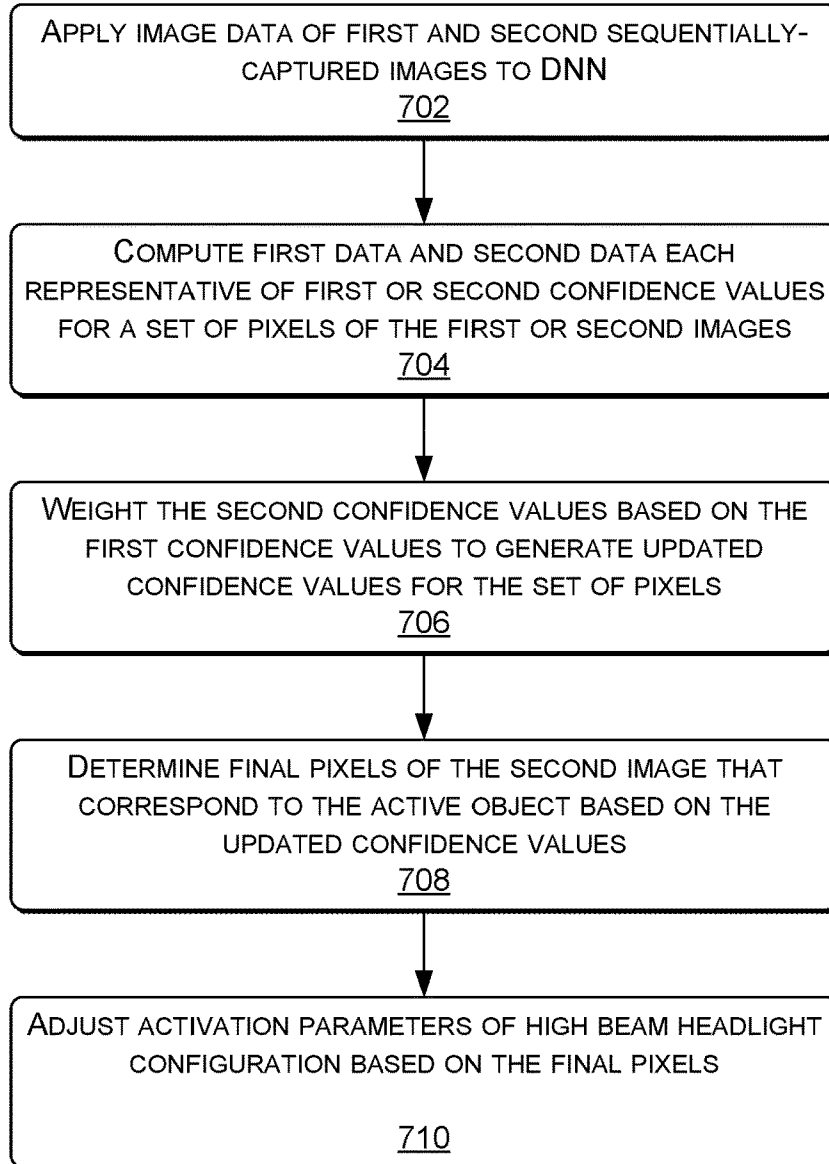 APPLY IMAGE DATA OF FIRST AND SECOND SEQUENTIALLY-
CAPTURED IMAGES TO DNN
702
COMPUTE FIRST DATA AND SECOND DATA EACH
REPRESENTATIVE OF FIRST OR SECOND CONFIDENCE VALUES
FOR A SET OF PIXELS OF THE FIRST OR SECOND IMAGES
704
WEIGHT THE SECOND CONFIDENCE VALUES BASED ON THE
FIRST CONFIDENCE VALUES TO GENERATE UPDATED
CONFIDENCE VALUES FOR THE SET OF PIXELS
706
DETERMINE FINAL PIXELS OF THE SECOND IMAGE THAT
CORRESPOND TO THE ACTIVE OBJECT BASED ON THE
UPDATED CONFIDENCE VALUES
708
ADJUST ACTIVATION PARAMETERS OF HIGH BEAM HEADLIGHT
CONFIGURATION BASED ON THE FINAL PIXELS
710